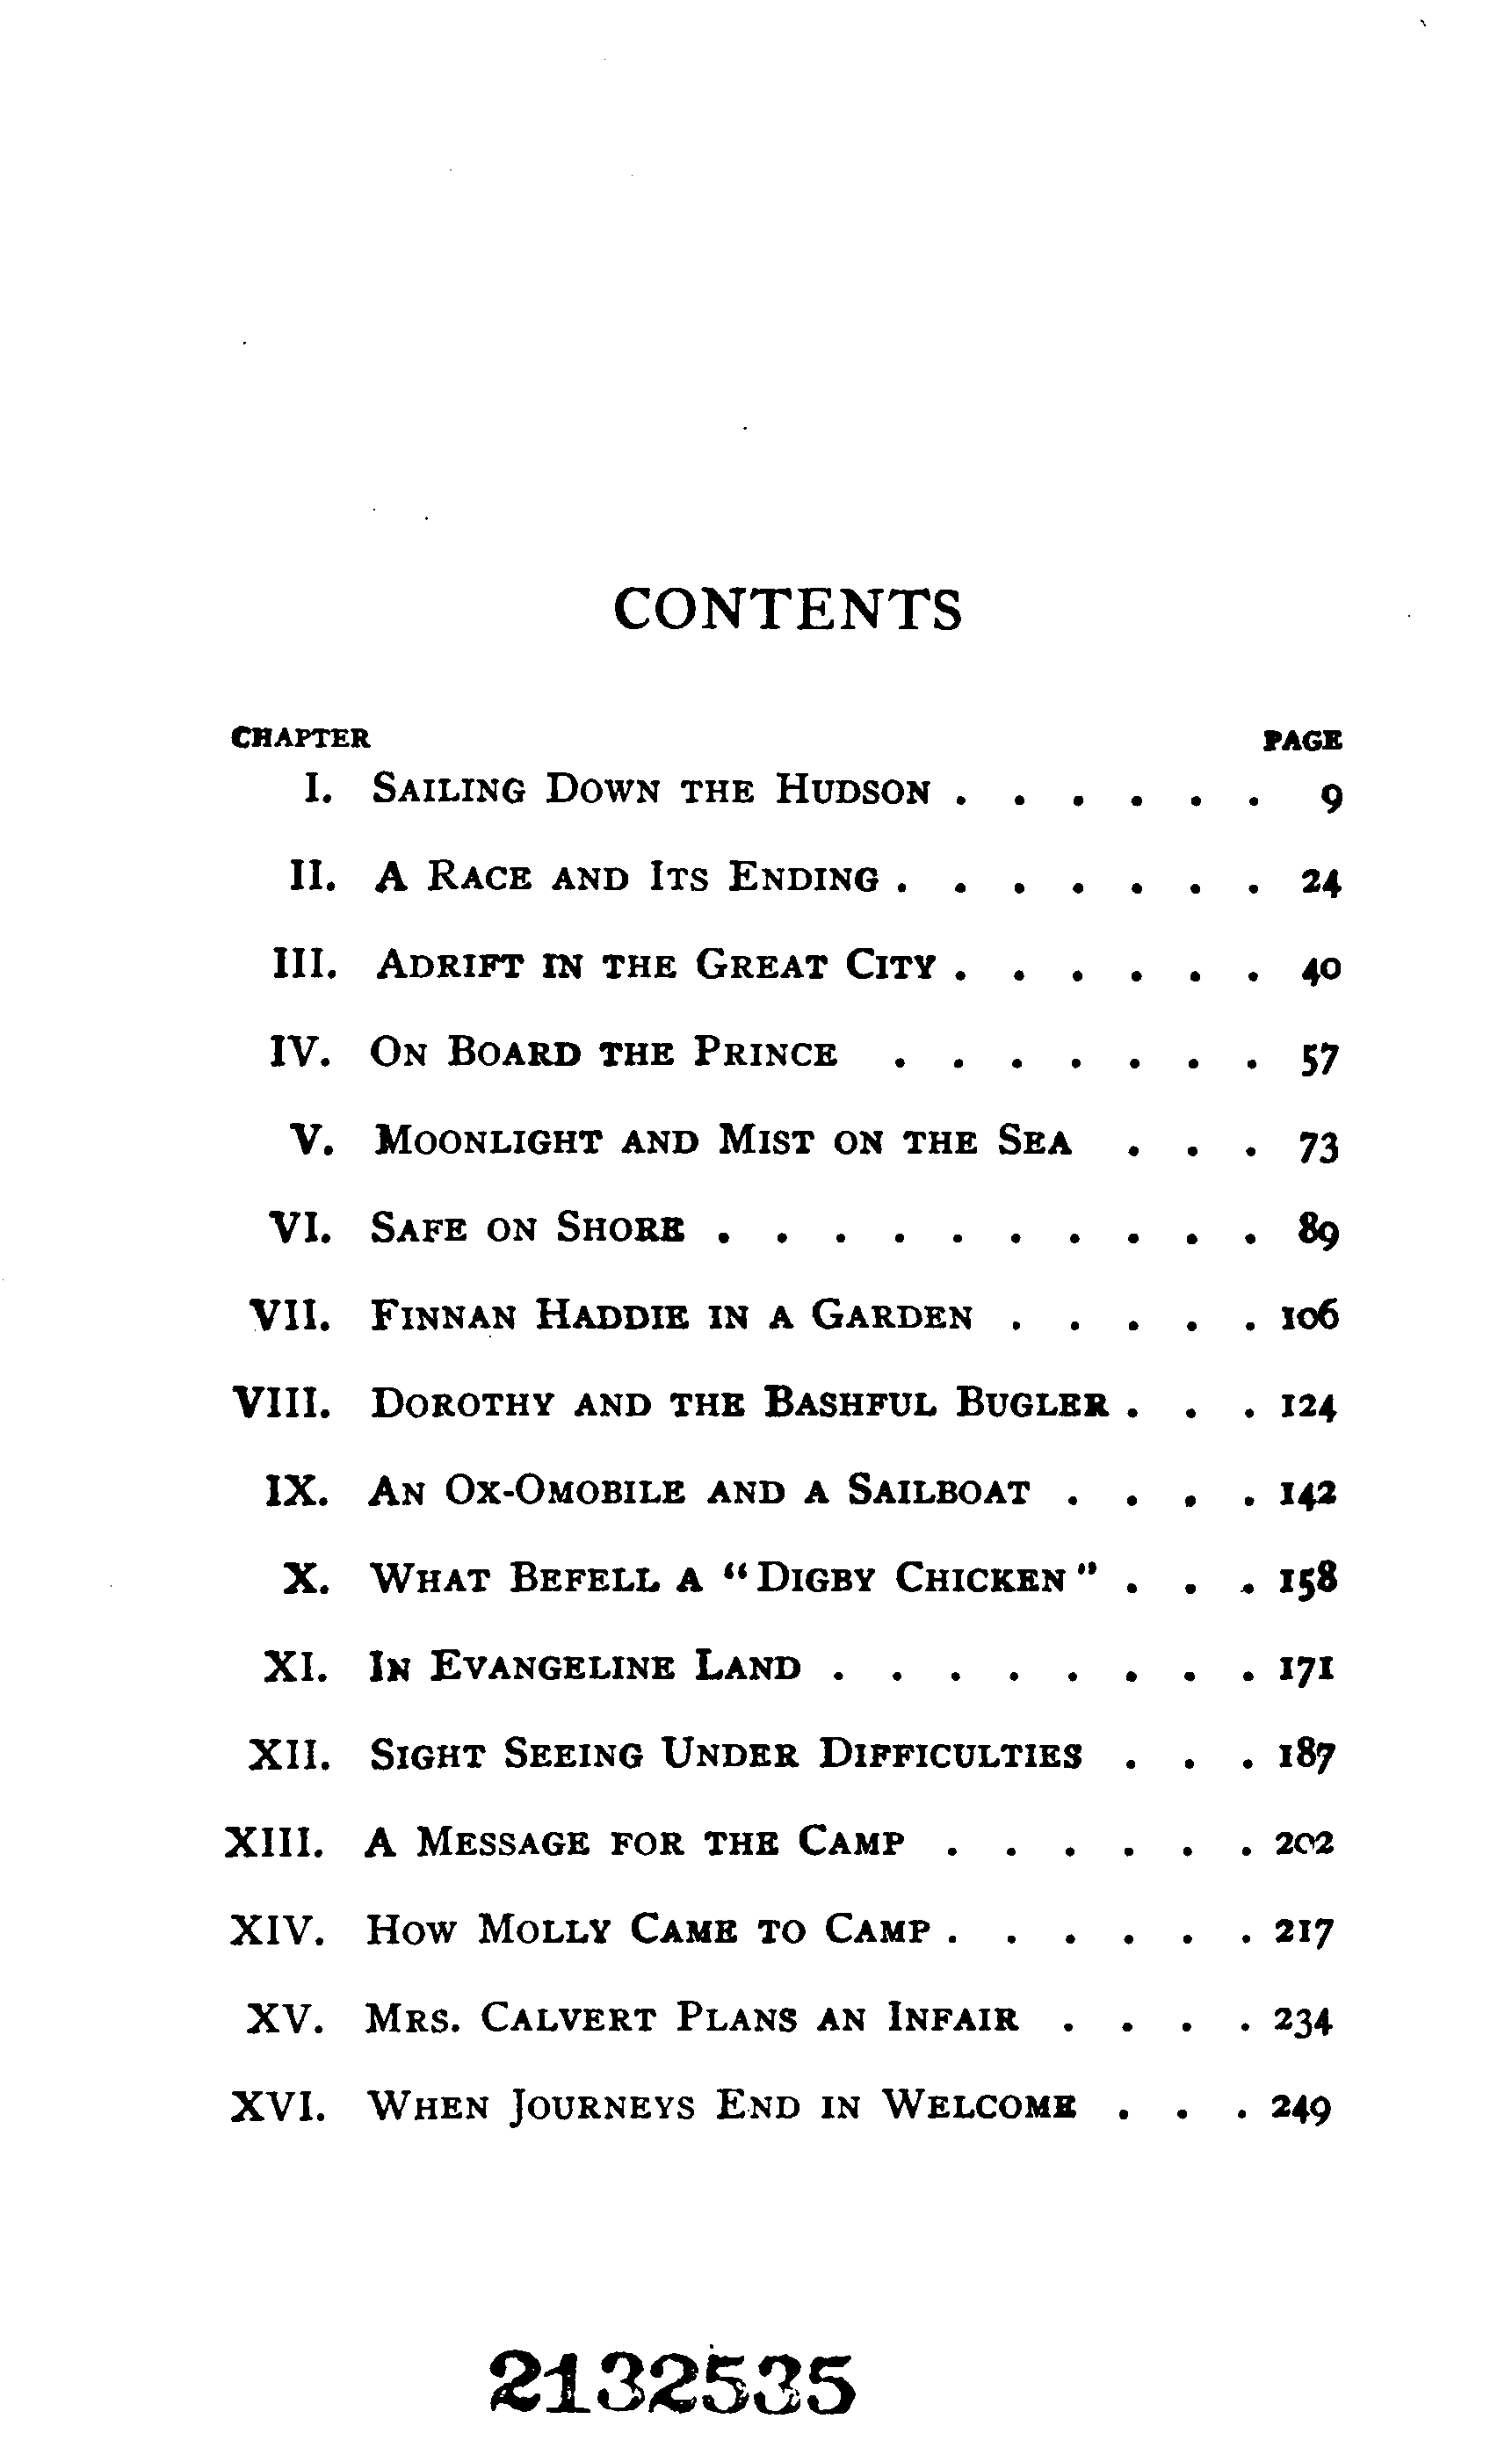 CONTENTS
CHAPTER PAGE
I. SAILING DOWN THE HUDSON . . . . . . 9
II. A RACE AND ITS ENDING . . . . . . . 24
III. ADRIFT IN THE GREAT CITY . . . . . . 40
IV. ON BOARD THE PRINCE . . . . . . . 57
V. MOONLIGHT AND MIST ON THE SEA . . . 73
VI. SAFE ON SHORE . . . . . . . . . . 89
VII. FINNAN HADDIE IN A GARDEN . . . . . 106
VIII. DOROTHY AND THE BASHFUL BUGLER . . . 124
IX. AN OX-OMOBILE AND A SAILBOAT . . . . 142
X. WHAT BEFELL A "DIGBY CHICKEN" . . . 158
XI. IN EVANGELINE LAND . . . . . . . . 171
XII. SIGHT SEEING UNDER DIFFICULTIES . . . 187
XIII. A MESSAGE FOR THE CAMP . . . . . . 202
XIV. HOW MOLLY CAME TO CAMP . . . . . . 217
XV. MRS. CALVERT PLANS AN INFAIR . . . . 234
XVI. WHEN JOURNEYS END IN WELCOME . . . 249
2132535